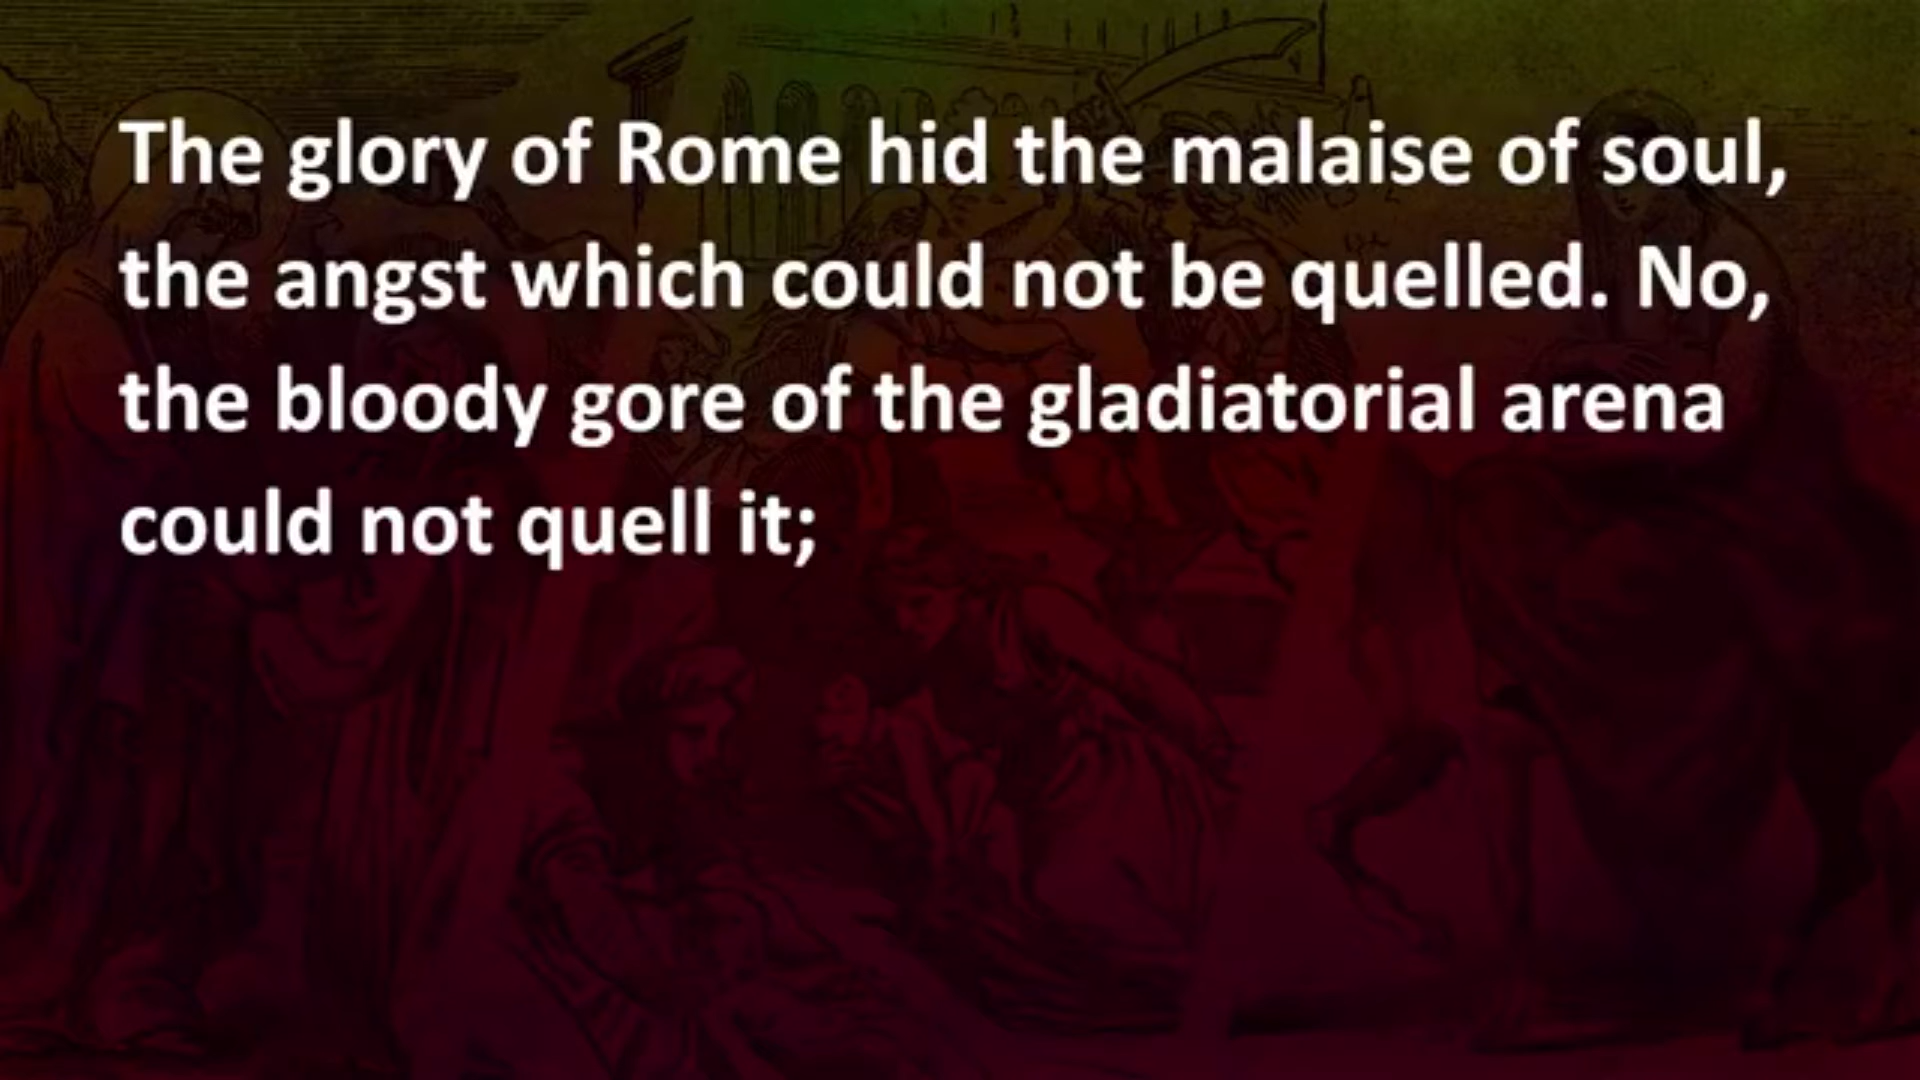 The glory of Rome hid the malaise of soul,
the angst which could not be quelled. No,
the bloody gore of the gladiatorial arena
could not quell it;